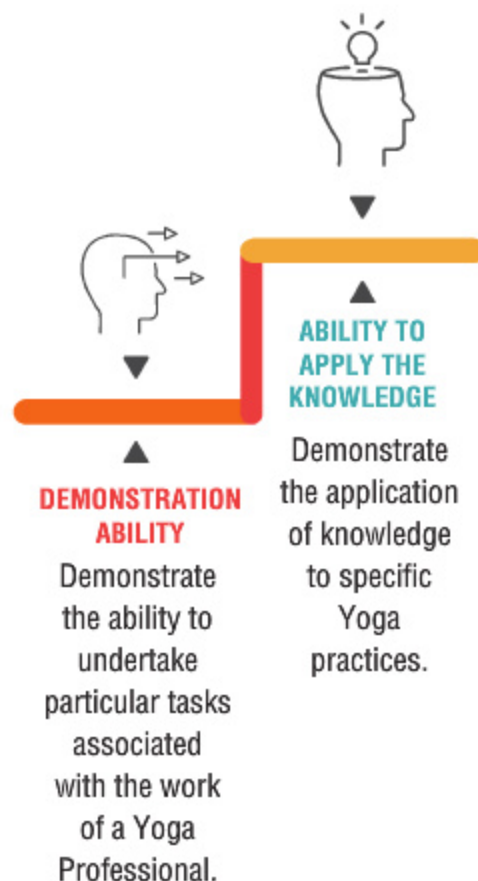 DEMONSTRATION
ABILITY
Demonstrate
the ability to
undertake
particular tasks
associated
with the work
of a Yoga
Professional.
ABILITY TO
APPLY THE
KNOWLEDGE
Demonstrate
the application
of knowledge
to specific
Yoga
practices.